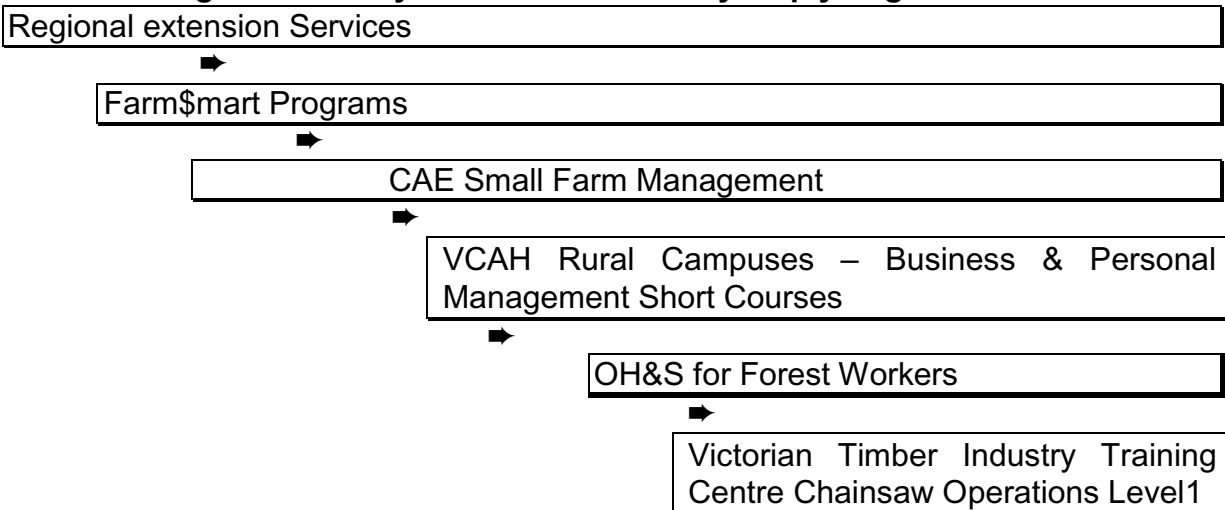 Regional extension Services
Farm$mart Programs
CAE Small Farm Management
VCAH Rural Campuses – Business & Personal
Management Short Courses
OH&S for Forest Workers
Victorian Timber Industry Training
Centre Chainsaw Operations Level1